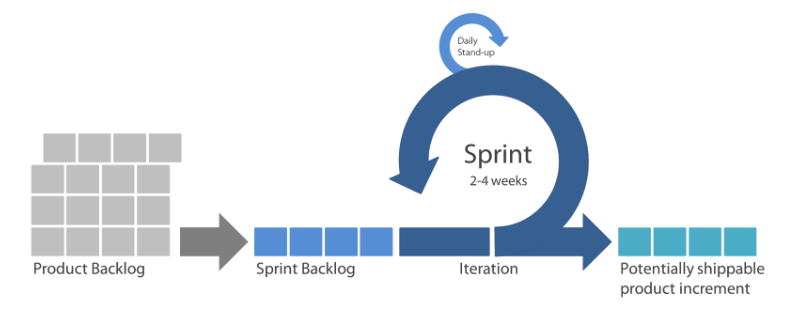 Daily
Stand-up
Sprint
2-4 weeks
Product Backlog
Sprint Backlog
Iteration
Potentially shippable
product increment